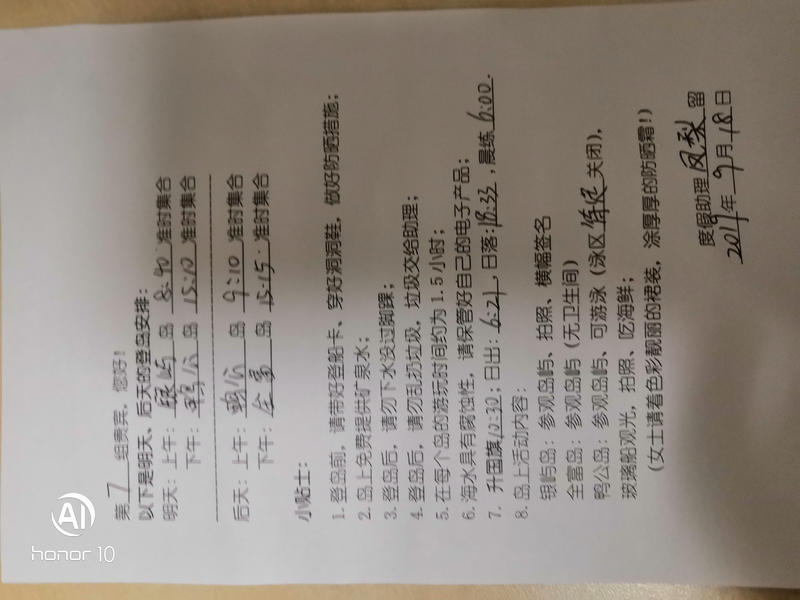 第7组贵宾，您好！
以下是明天、后天的登岛安排：
明天：上午：银屿 岛 8:40 准时集合
下午：鸭公 岛 15:10 准时集合
后天：上午：鸭公 岛 9:10 准时集合
下午：全富 岛 15:15 准时集合
小贴士：
1. 登岛前，请带好登船卡、穿好洞洞鞋，做好防晒措施；
2. 岛上免费提供矿泉水；
3. 登岛后，请勿下水没过脚踝；
4. 登岛后，请勿乱扔垃圾，垃圾交给助理；
5. 在每个岛的游玩时间约为 1.5 小时；
6. 海水具有腐蚀性，请保管好自己的电子产品；
7. 升国旗10:30；日出：6:21，日落：18:33，晨练 6:00.
8. 岛上活动内容：
银屿岛：参观岛屿、拍照、横幅签名
全富岛：参观岛屿（无卫生间）
鸭公岛：参观岛屿、可游泳（泳区 关闭），
玻璃船观光，拍照、吃海鲜；
（女士请着色彩靓丽的裙装，涂厚厚的防晒霜！）
度假助理凤梨留
2019年9月18日
AI
honor 10